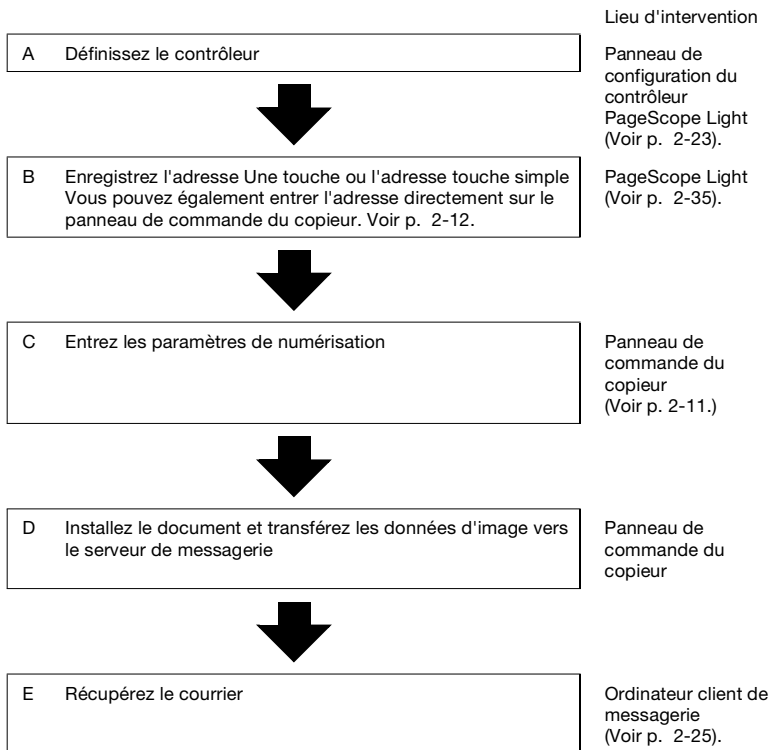 Lieu d'intervention
A Définissez le contrôleur
Panneau de
configuration du
contrôleur
PageScope Light
(Voir p. 2-23).
B Enregistrez l'adresse Une touche ou l'adresse touche simple
Vous pouvez également entrer l'adresse directement sur le
panneau de commande du copieur. Voir p. 2-12.
PageScope Light
(Voir p. 2-35).
C Entrez les paramètres de numérisation
Panneau de
commande du
copieur
(Voir p. 2-11.)
D Installez le document et transférez les données d'image vers
le serveur de messagerie
Panneau de
commande du
copieur
E Récupérez le courrier
Ordinateur client de
messagerie
(Voir p. 2-25).